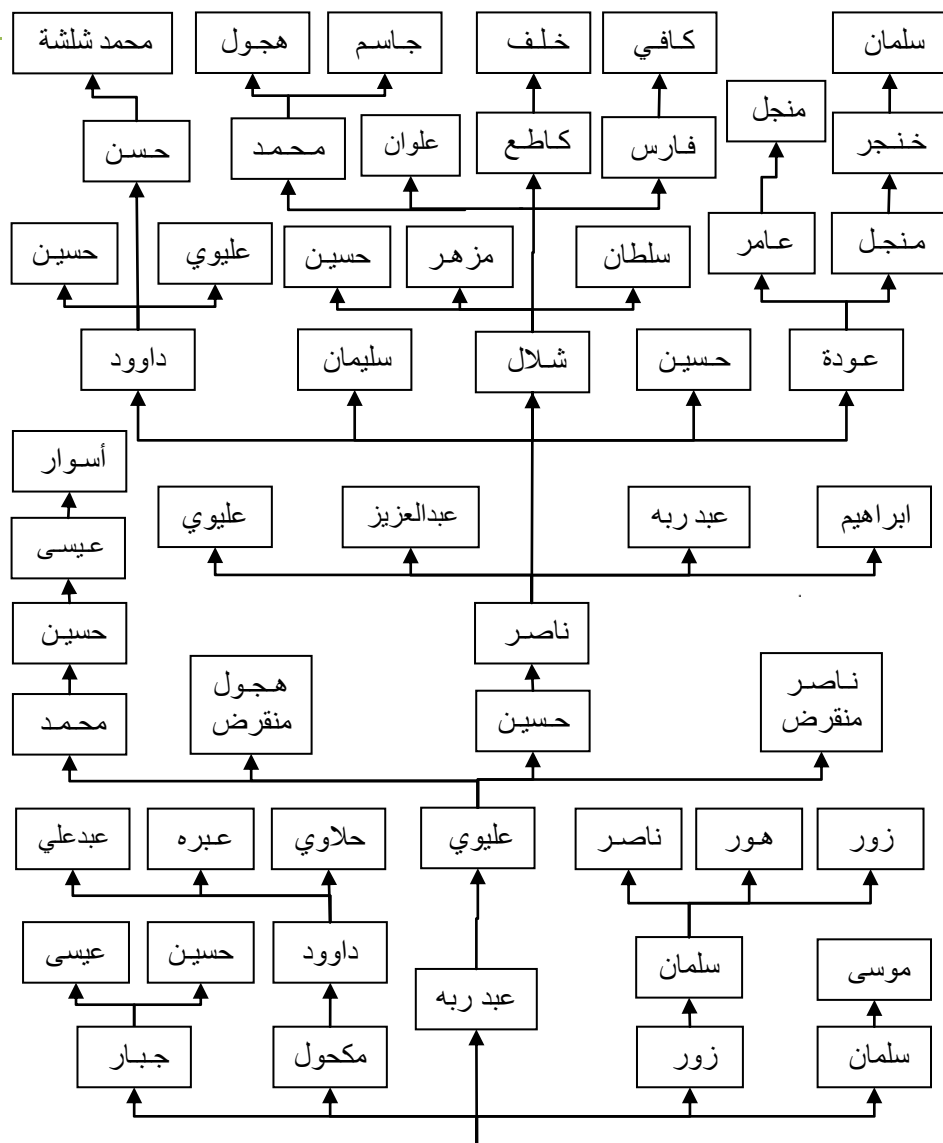 سلمان
كافي
خلف
جاسم
هجول
محمد شلشة
منجل
خنجر
فارس
كاطع
علوان
محمد
حسن
منجل
عامر
سلطان
مزهر
حسين
عليوي
حسين
عودة
حسين
شلال
سليمان
داوود
أسوار
ابراهيم
عبد ربه
عبدالعزيز
عليوي
عيسى
ناصر
حسين
ناصر
منقرض
حسين
هجول
منقرض
محمد
زور
هور
ناصر
عليوي
حلاوي
عبره
عبدعلي
موسى
سلمان
عبد ربه
داوود
حسين
عيسى
سلمان
زور
مكحول
جبار